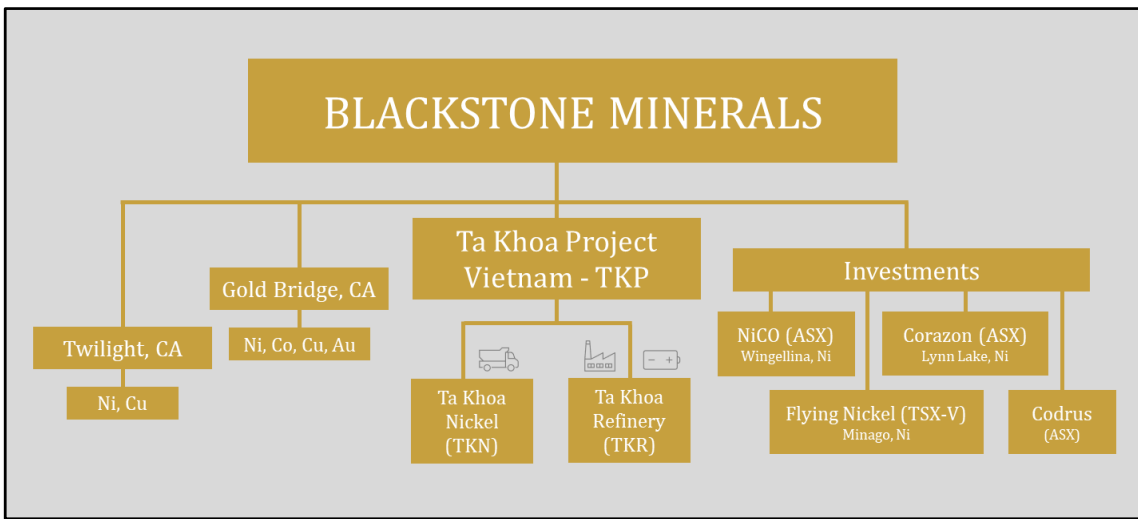 BLACKSTONE MINERALS
Twilight, CA
Ni, Cu
Gold Bridge, CA
Ni, Co, Cu, Au
Ta Khoa Project
Vietnam - TKP
Ta Khoa
Nickel
(TKN)
Ta Khoa
Refinery
(TKR)
Investments
NiCO (ASX)
Wingellina, Ni
Corazon (ASX)
Lynn Lake, Ni
Flying Nickel (TSX-V)
Minago, Ni
Codrus
(ASX)